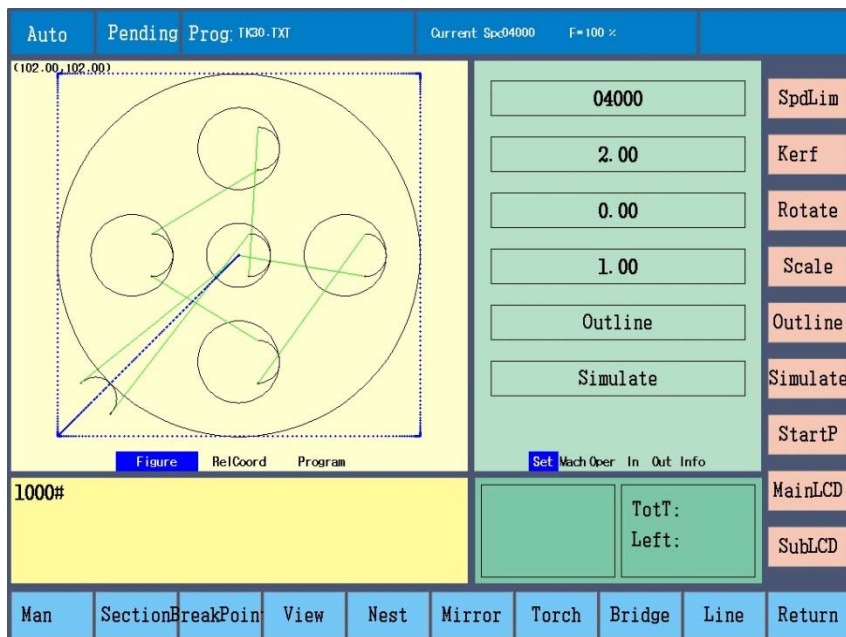 Auto Pending Prog: TK30.TXT Current Spc04000 F=100 %
(102.00,102.00)
04000 SpdLim
2.00 Kerf
0.00 Rotate
1.00 Scale
Outline Outline
Simulate Simulate
StartP
Figure RelCoord Program Set Mach Oper In Out Info
1000# MainLCD
TotT:
Left: SubLCD
Man Section BreakPoin View Nest Mirror Torch Bridge Line Return